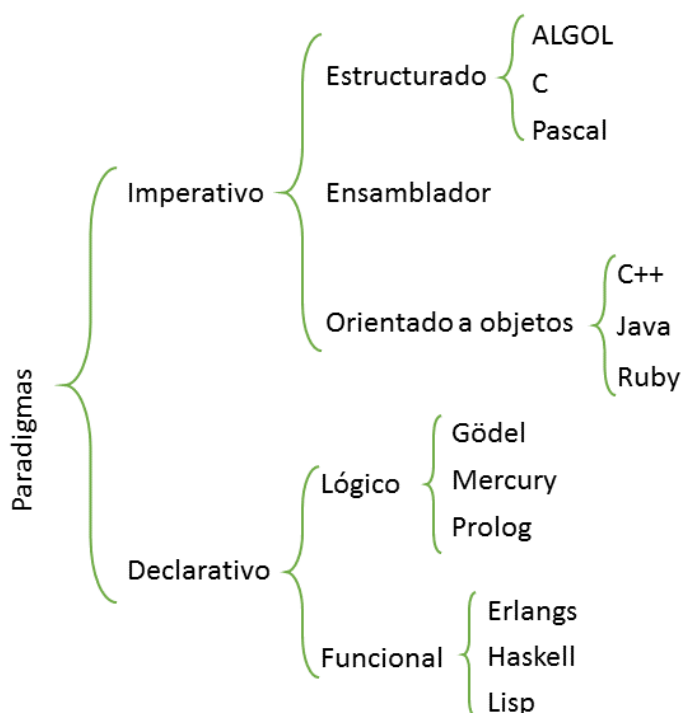 Paradigmas
Imperativo
Estructurado
ALGOL
C
Pascal
Ensamblador
Orientado a objetos
C++
Java
Ruby
Declarativo
Lógico
Gödel
Mercury
Prolog
Funcional
Erlangs
Haskell
Lisp